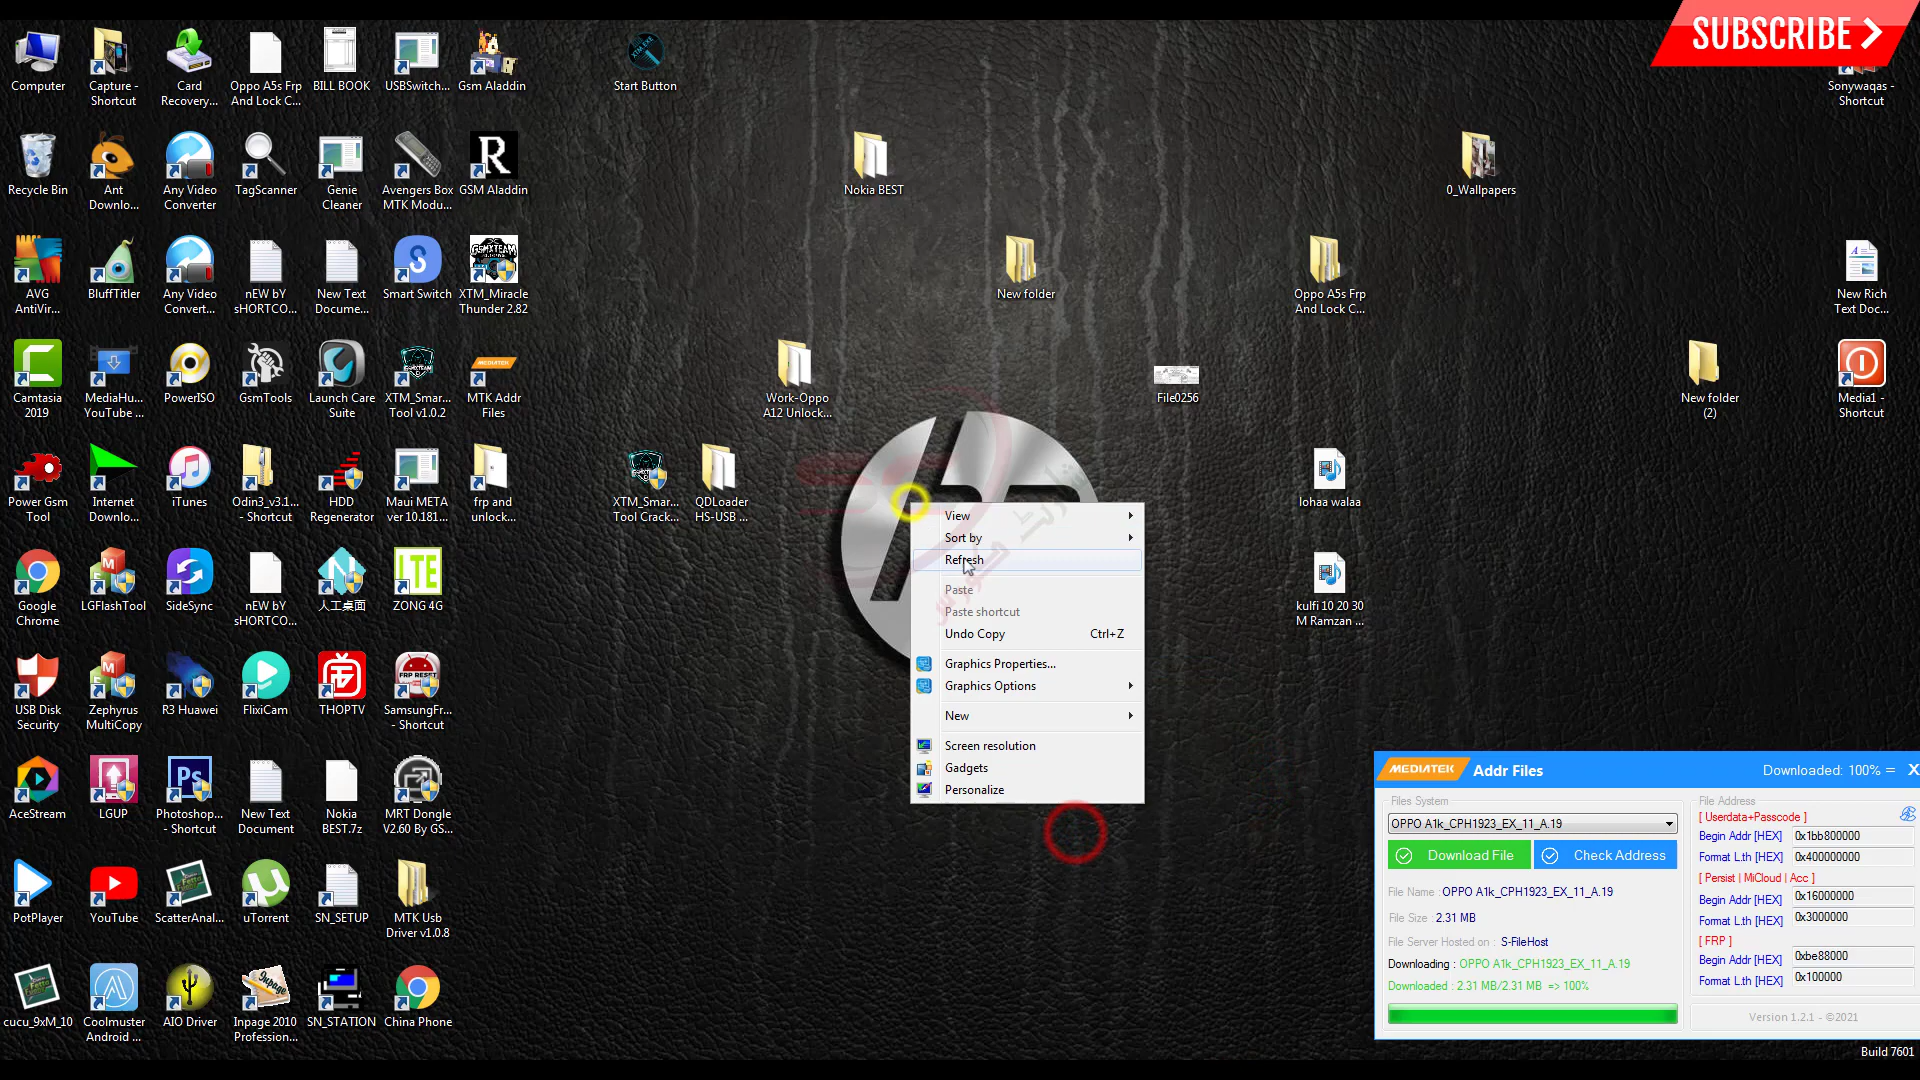 SUBSCRIBE
Computer
Capture -
Shortcut
Card
Recovery...
Oppo A5s Frp
And Lock C...
BILL BOOK
USBSwitch...
Gsm Aladdin
Start Button
Sonywaqas -
Shortcut
Recycle Bin
Ant
Downlo...
Any Video
Converter
TagScanner
Genie
Cleaner
Avengers Box
MTK Modu...
R
GSM Aladdin
Nokia BEST
0_Wallpapers
AVG
AntiVir...
BluffTitler
Any Video
Convert...
nEW bY
sHORTCO...
New Text
Docume...
Smart Switch
XTM_Miracle
Thunder 2.82
New folder
Oppo A5s Frp
And Lock C...
New Rich
Text Doc...
Camtasia
2019
MediaHu...
YouTube ...
PowerISO
GsmTools
Launch Care
Suite
XTM_Smar...
Tool v1.0.2
MEDIATEK
MTK Addr
Files
Work-Oppo
A12 Unlock...
File0256
New folder
(2)
Media1 -
Shortcut
Power Gsm
Tool
Internet
Downlo...
iTunes
Odin3_v3.1...
- Shortcut
HDD
Regenerator
Maui META
ver 10.181...
frp and
unlock...
XTM_Smar...
Tool Crack...
QDLoader
HS-USB ...
lohaa walaa
View
Sort by
Refresh
Paste
Paste shortcut
Undo Copy Ctrl+Z
Graphics Properties...
Graphics Options
New
Screen resolution
Gadgets
Personalize
Google
Chrome
LGFlashTool
SideSync
nEW bY
sHORTCO...
人工桌面
LTE
ZONG 4G
kulfi 10 20 30
M Ramzan ...
USB Disk
Security
Zephyrus
MultiCopy
R3 Huawei
FlixiCam
THOPTV
FRP RESET
SamsungFr...
- Shortcut
AceStream
LGUP
Ps
Photoshop...
- Shortcut
New Text
Document
Nokia
BEST.7z
MRT Dongle
V2.60 By GS...
PotPlayer
YouTube
ScatterAnal...
uTorrent
SN_SETUP
MTK Usb
Driver v1.0.8
cucu_9xM_10
Coolmuster
Android ...
AIO Driver
Inpage 2010
Profession...
SN_STATION
China Phone
MEDIATEK Addr Files Downloaded: 100% = X
Files System
OPPO A1k_CPH1923_EX_11_A.19
Download File Check Address
File Name : OPPO A1k_CPH1923_EX_11_A.19
File Size : 2.31 MB
File Server Hosted on : S-FileHost
Downloading : OPPO A1k_CPH1923_EX_11_A.19
Downloaded : 2.31 MB/2.31 MB => 100%
File Address
[ Userdata+Passcode ]
Begin Addr [HEX] 0x1bb800000
Format L.th [HEX] 0x400000000
[ Persist | MiCloud | Acc ]
Begin Addr [HEX] 0x16000000
Format L.th [HEX] 0x3000000
[ FRP ]
Begin Addr [HEX] 0xbe88000
Format L.th [HEX] 0x100000
Version 1.2.1 - ©2021
Build 7601